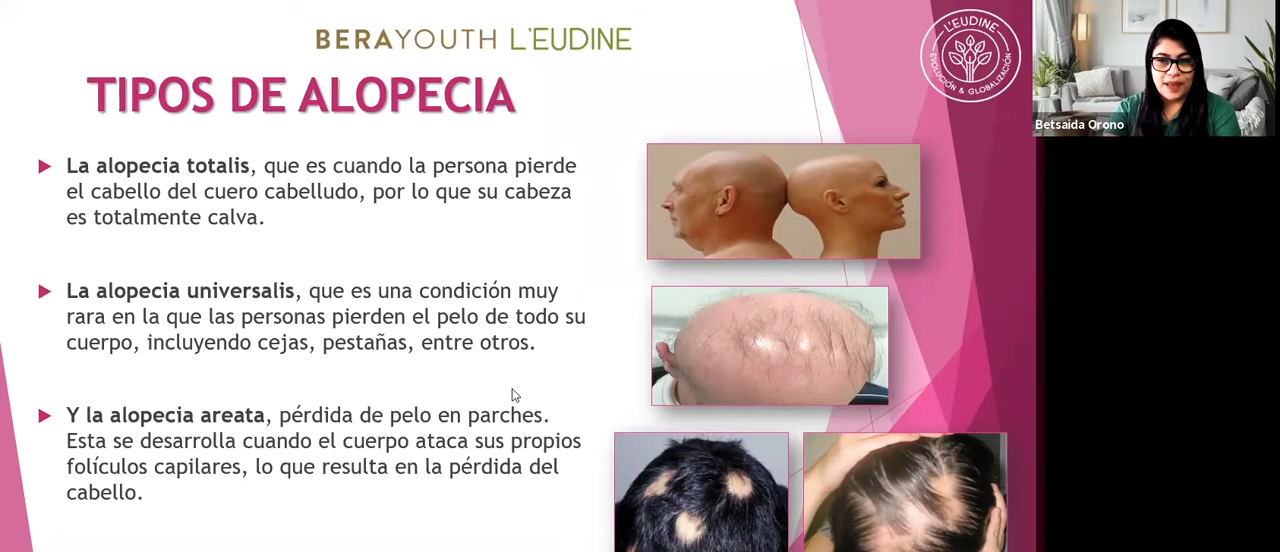 BERAYOUTH L'EUDINE
TIPOS DE ALOPECIA
La alopecia totalis, que es cuando la persona pierde
el cabello del cuero cabelludo, por lo que su cabeza
es totalmente calva.
La alopecia universalis, que es una condición muy
rara en la que las personas pierden el pelo de todo su
cuerpo, incluyendo cejas, pestañas, entre otros.
Y la alopecia areata, pérdida de pelo en parches.
Esta se desarrolla cuando el cuerpo ataca sus propios
folículos capilares, lo que resulta en la pérdida del
cabello.
L'EUDINE
EVOLUCIÓN & GLOBALIZACIÓN
Betsaida Orono